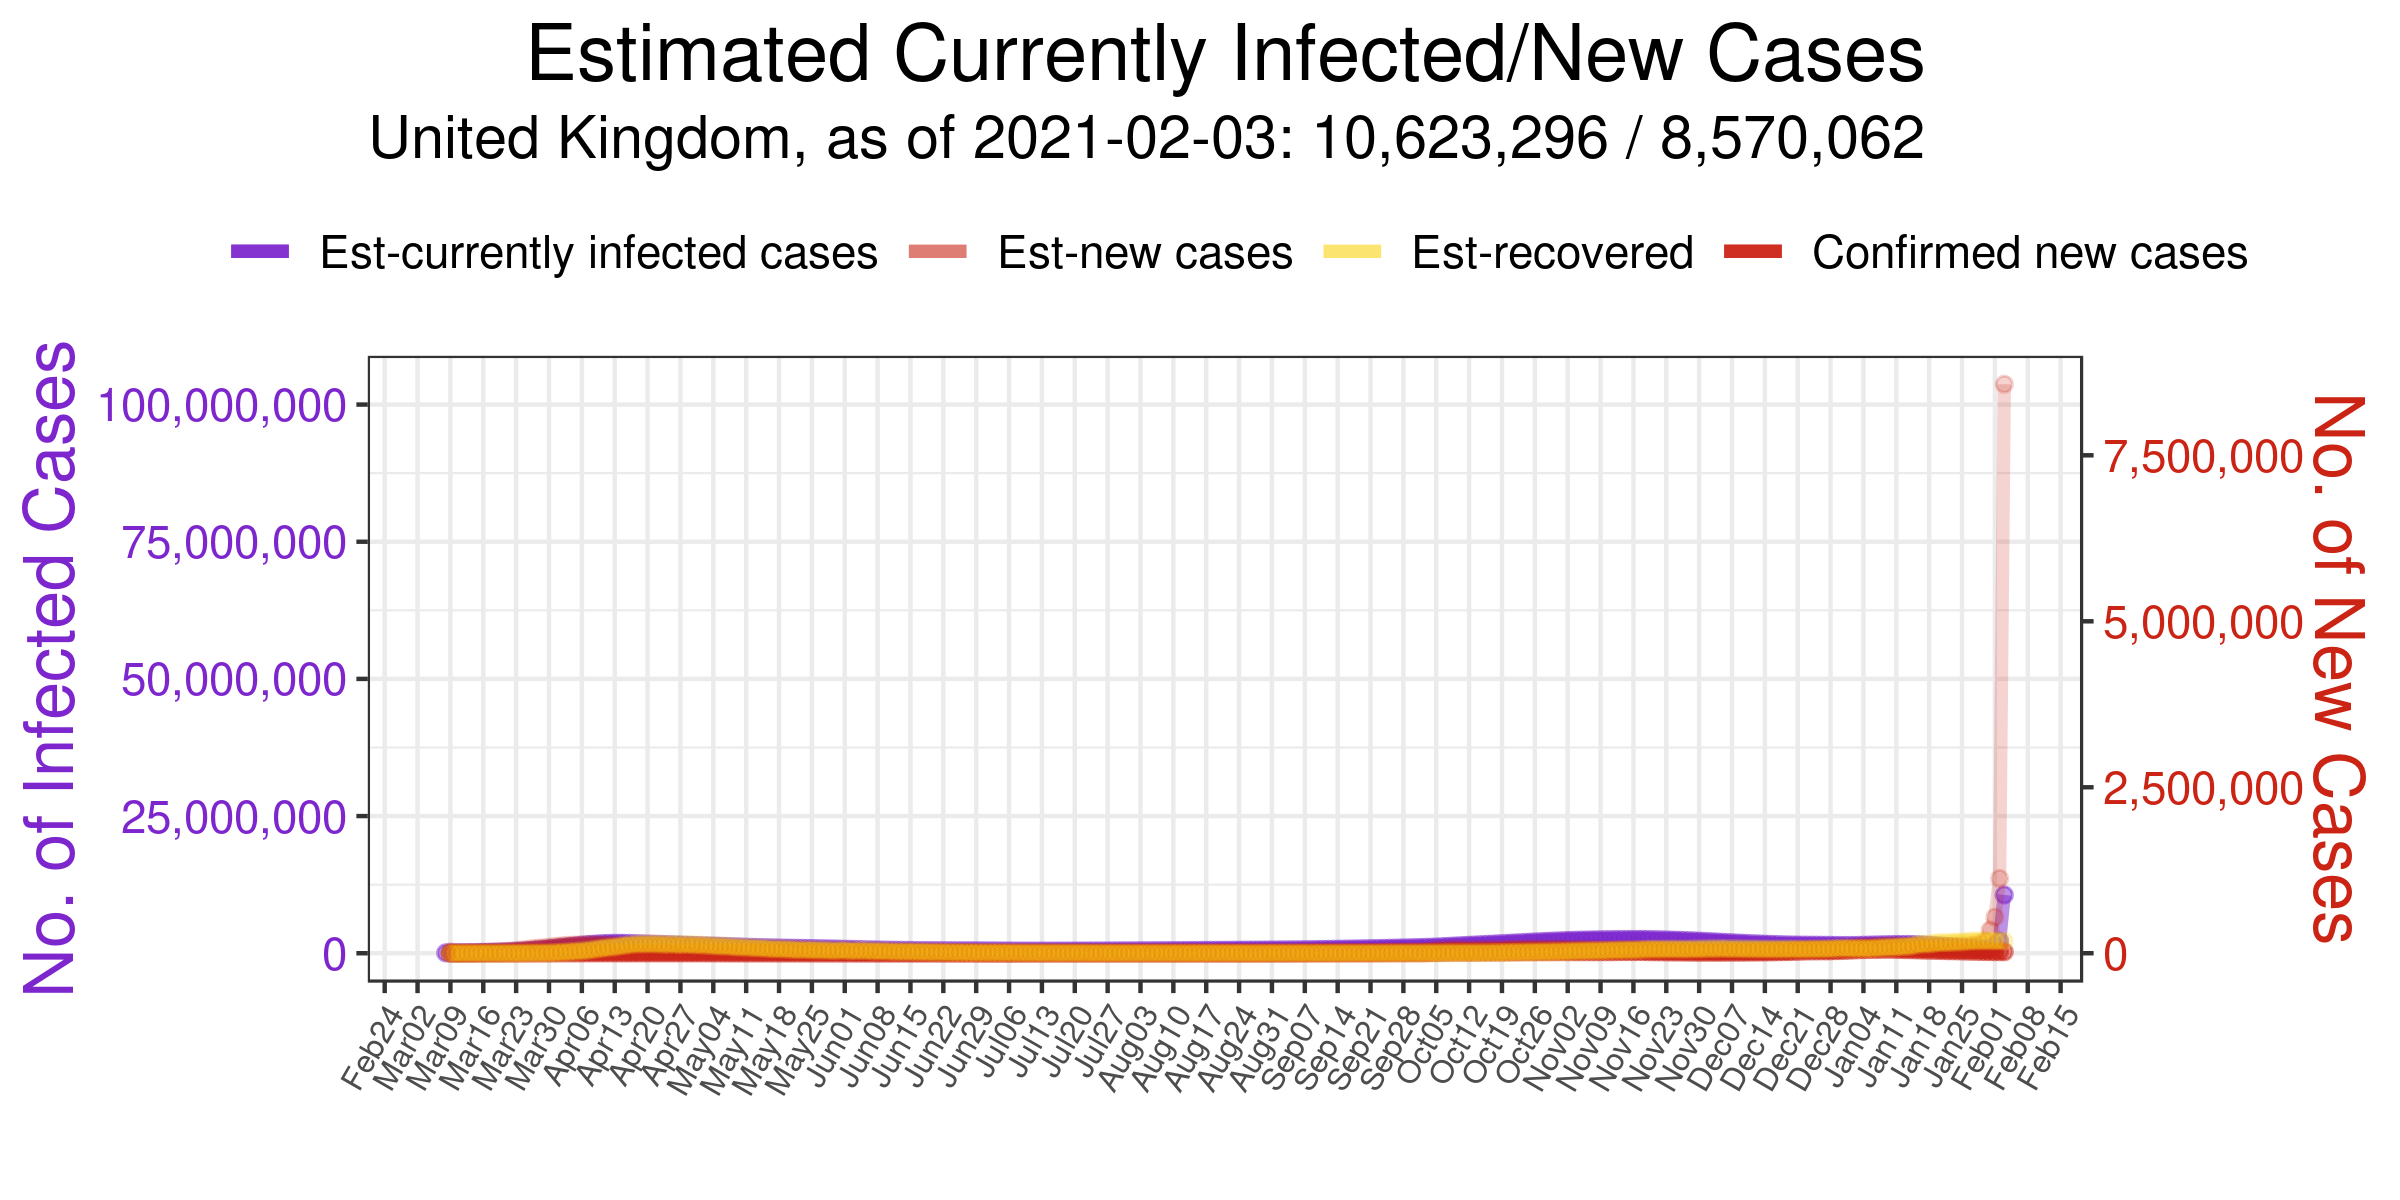 Estimated Currently Infected/New Cases
United Kingdom, as of 2021-02-03: 10,623,296 / 8,570,062
Est-currently infected cases Est-new cases Est-recovered Confirmed new cases
No. of Infected Cases
100,000,000
75,000,000
50,000,000
25,000,000
0
7,500,000
5,000,000
2,500,000
0
No. of New Cases
Feb24 Mar02 Mar09 Mar16 Mar23 Mar30 Apr06 Apr13 Apr20 Apr27 May04 May11 May18 May25 Jun01 Jun08 Jun15 Jun22 Jun29 Jul06 Jul13 Jul20 Jul27 Aug03 Aug10 Aug17 Aug24 Aug31 Sep07 Sep14 Sep21 Sep28 Oct05 Oct12 Oct19 Oct26 Nov02 Nov09 Nov16 Nov23 Nov30 Dec07 Dec14 Dec21 Dec28 Jan04 Jan11 Jan18 Jan25 Feb01 Feb08 Feb15